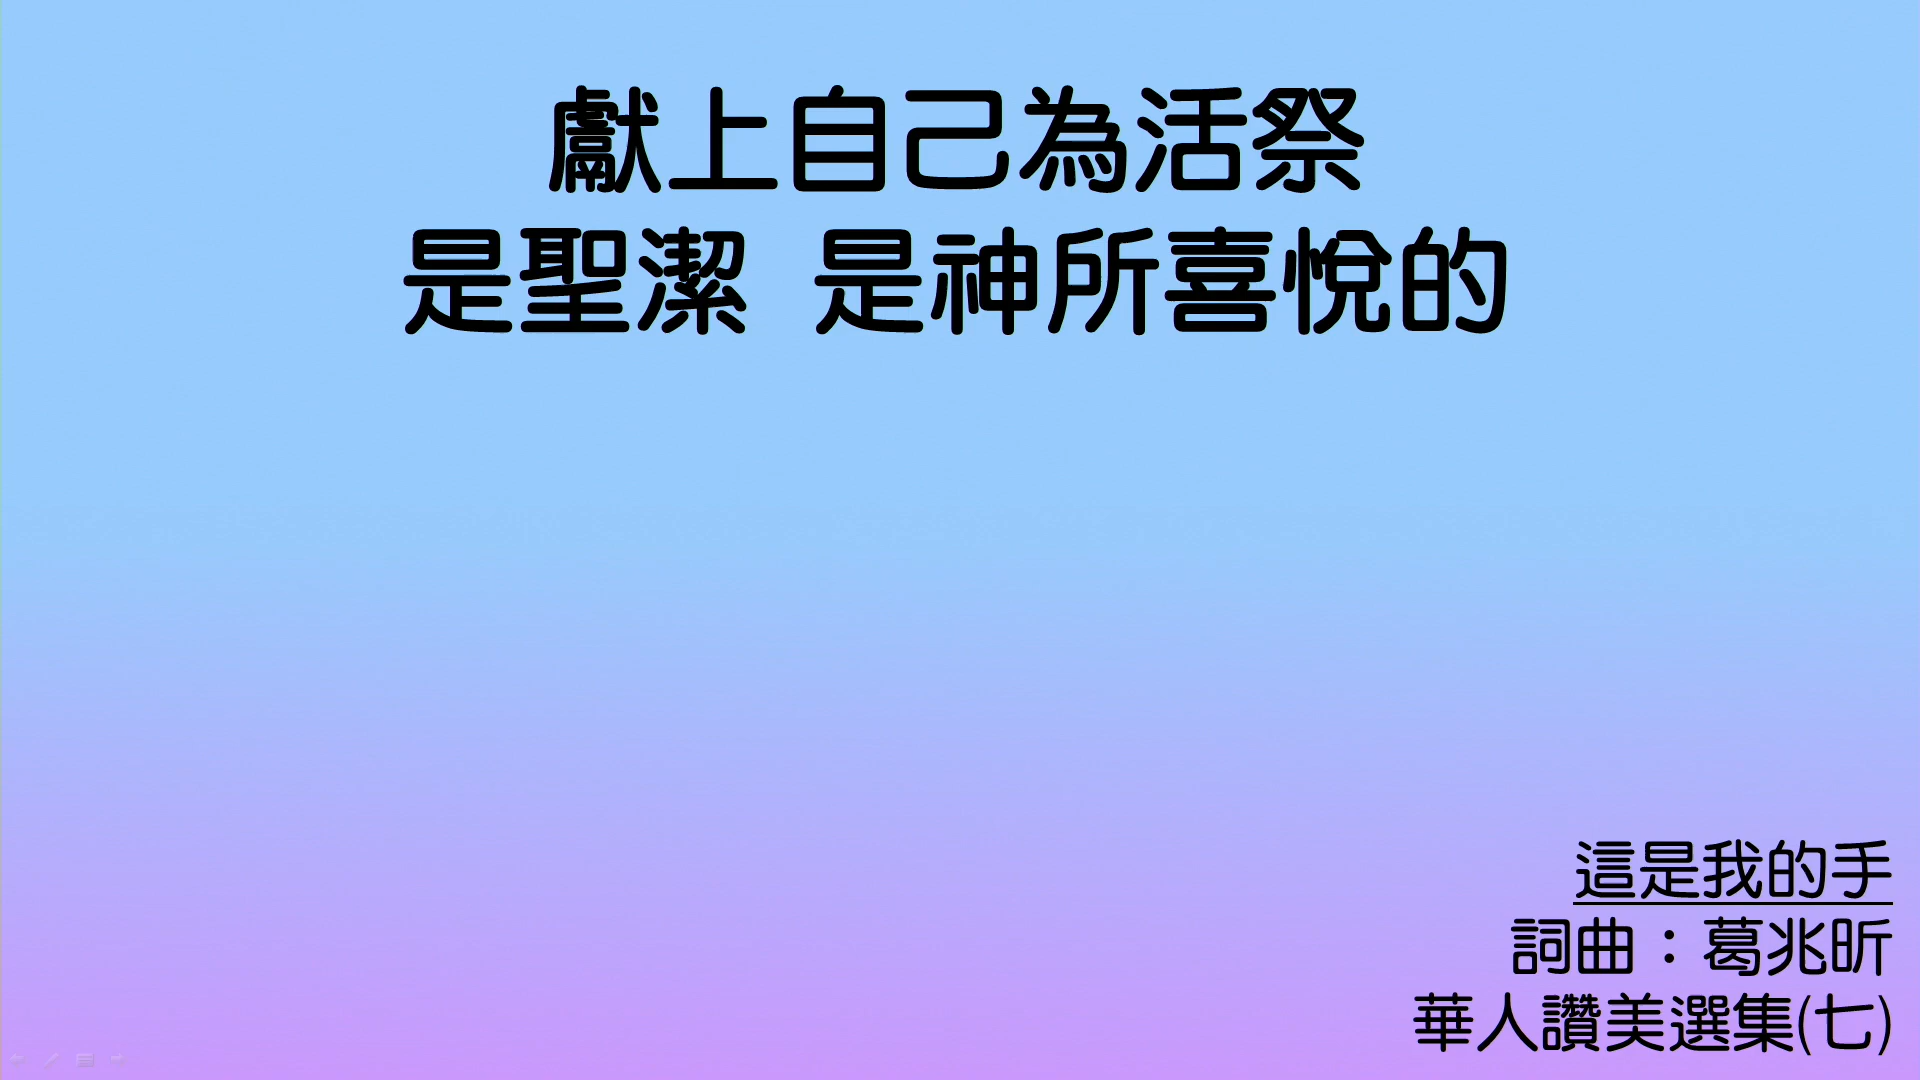 獻上自己為活祭
是聖潔 是神所喜悅的
這是我的手
詞曲：葛兆昕
華人讚美選集(七)